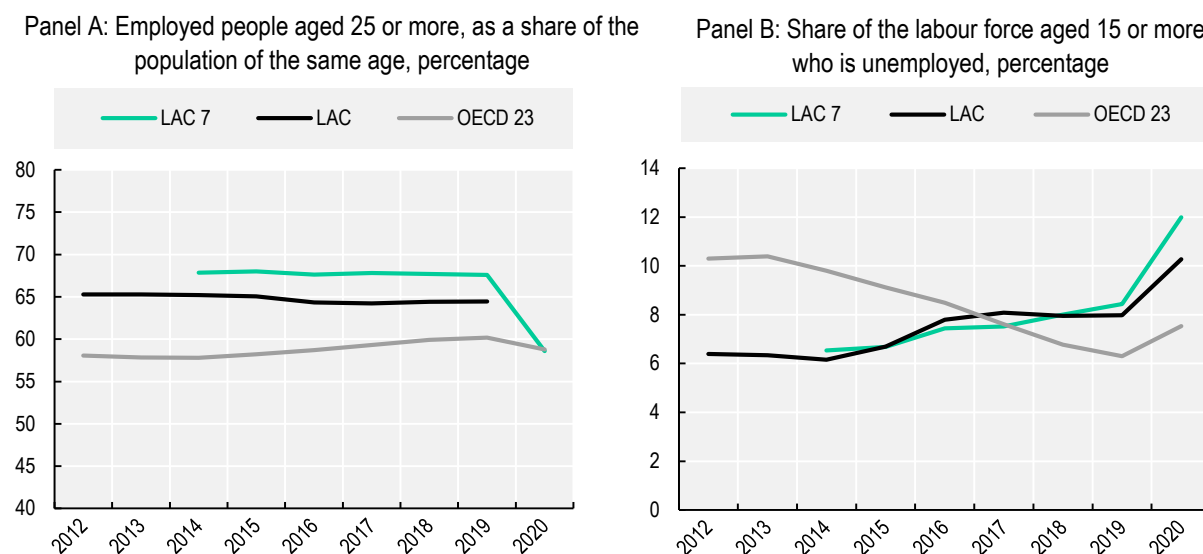 Panel A: Employed people aged 25 or more, as a share of the
population of the same age, percentage
LAC 7 LAC OECD 23
80
75
70
65
60
55
50
45
40
2012 2013 2014 2015 2016 2017 2018 2019 2020
Panel B: Share of the labour force aged 15 or more
who is unemployed, percentage
LAC 7 LAC OECD 23
14
12
10
8
6
4
2
0
2012 2013 2014 2015 2016 2017 2018 2019 2020